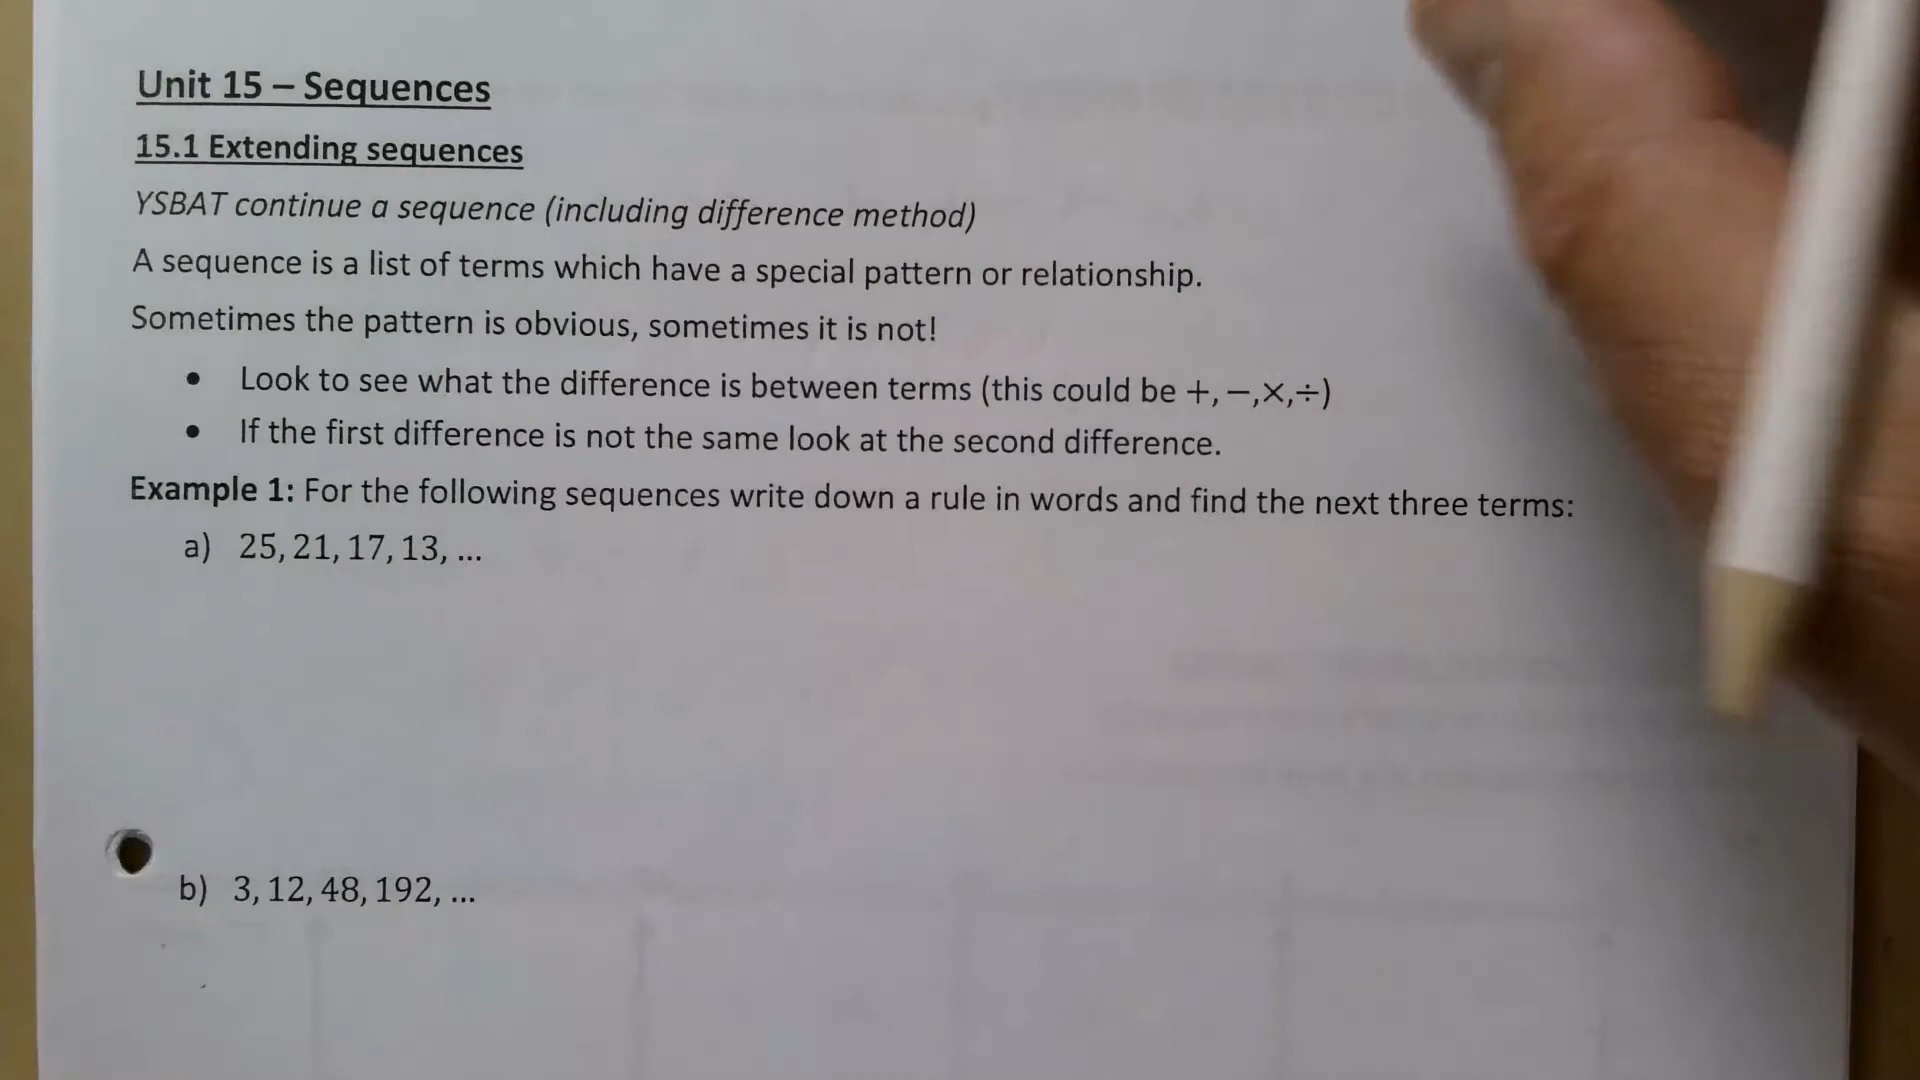 Unit 15 – Sequences
15.1 Extending sequences
YSBAT continue a sequence (including difference method)
A sequence is a list of terms which have a special pattern or relationship.
Sometimes the pattern is obvious, sometimes it is not!
• Look to see what the difference is between terms (this could be +,−,×,÷)
• If the first difference is not the same look at the second difference.
Example 1: For the following sequences write down a rule in words and find the next three terms:
a) 25, 21, 17, 13, ...
b) 3, 12, 48, 192, ...